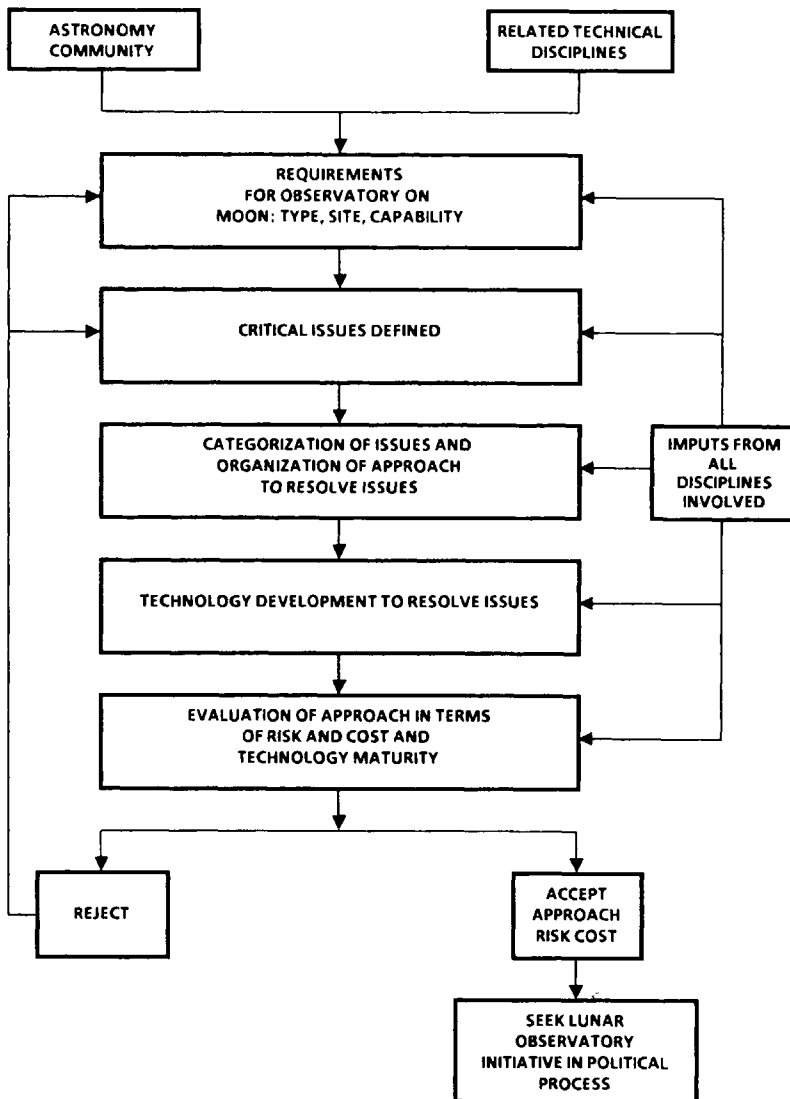 ASTRONOMY
COMMUNITY
RELATED TECHNICAL
DISCIPLINES
REQUIREMENTS
FOR OBSERVATORY ON
MOON: TYPE, SITE, CAPABILITY
CRITICAL ISSUES DEFINED
CATEGORIZATION OF ISSUES AND
ORGANIZATION OF APPROACH
TO RESOLVE ISSUES
IMPUTS FROM
ALL
DISCIPLINES
INVOLVED
TECHNOLOGY DEVELOPMENT TO RESOLVE ISSUES
EVALUATION OF APPROACH IN TERMS
OF RISK AND COST AND
TECHNOLOGY MATURITY
REJECT
ACCEPT
APPROACH
RISK COST
SEEK LUNAR
OBSERVATORY
INITIATIVE IN POLITICAL
PROCESS